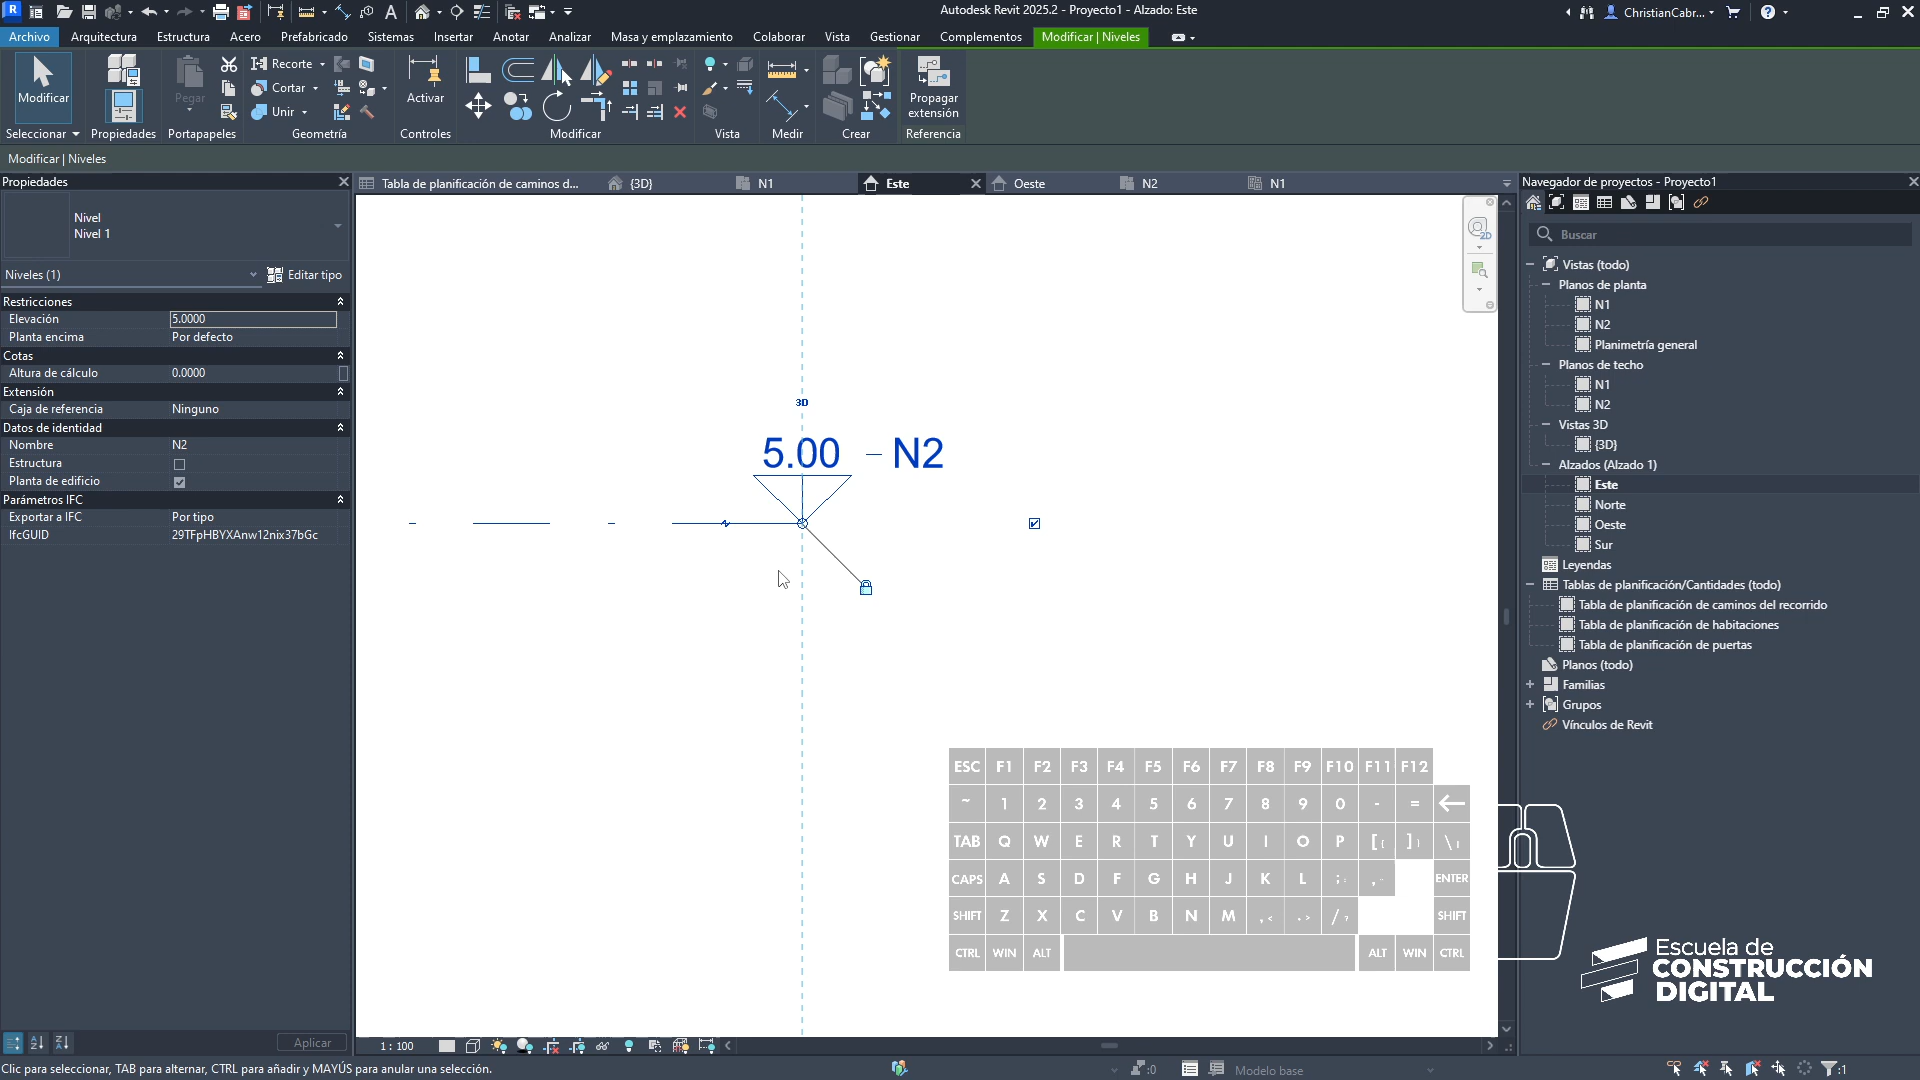 Autodesk Revit 2025.2 - Proyecto1 - Alzado: Este
ChristianCabr...
Archivo Arquitectura Estructura Acero Prefabricado Sistemas Insertar Anotar Analizar Masa y emplazamiento Colaborar Vista Gestionar Complementos Modificar | Niveles
Modificar
Pegar
Recorte
Cortar
Unir
Activar
Propagar
extensión
Seleccionar Propiedades Portapapeles Geometría Controles Modificar Vista Medir Crear Referencia
Modificar | Niveles
Propiedades
Nivel
Nivel 1
Niveles (1)
Editar tipo
Restricciones
Elevación 5.0000
Planta encima Por defecto
Cotas
Altura de cálculo 0.0000
Extensión
Caja de referencia Ninguno
Datos de identidad
Nombre N2
Estructura
Planta de edificio
Parámetros IFC
Exportar a IFC Por tipo
IfcGUID 29TFpHBYXAnw12nix37bGc
Aplicar
Tabla de planificación de caminos d...
{3D}
N1
Este
Oeste
N2
N1
2D
3D
5.00 – N2
ESC F1 F2 F3 F4 F5 F6 F7 F8 F9 F10 F11 F12
~ 1 2 3 4 5 6 7 8 9 0 - =
TAB Q W E R T Y U I O P [ ] \
CAPS A S D F G H J K L ; ENTER
SHIFT Z X C V B N M , < . > / ? SHIFT
CTRL WIN ALT ALT WIN CTRL
Navegador de proyectos - Proyecto1
Buscar
Vistas (todo)
Planos de planta
N1
N2
Planimetría general
Planos de techo
N1
N2
Vistas 3D
{3D}
Alzados (Alzado 1)
Este
Norte
Oeste
Sur
Leyendas
Tablas de planificación/Cantidades (todo)
Tabla de planificación de caminos del recorrido
Tabla de planificación de habitaciones
Tabla de planificación de puertas
Planos (todo)
Familias
Grupos
Vínculos de Revit
Escuela de
CONSTRUCCIÓN
DIGITAL
1 : 100
Clic para seleccionar, TAB para alternar, CTRL para añadir y MAYÚS para anular una selección.
:0
Modelo base
:1